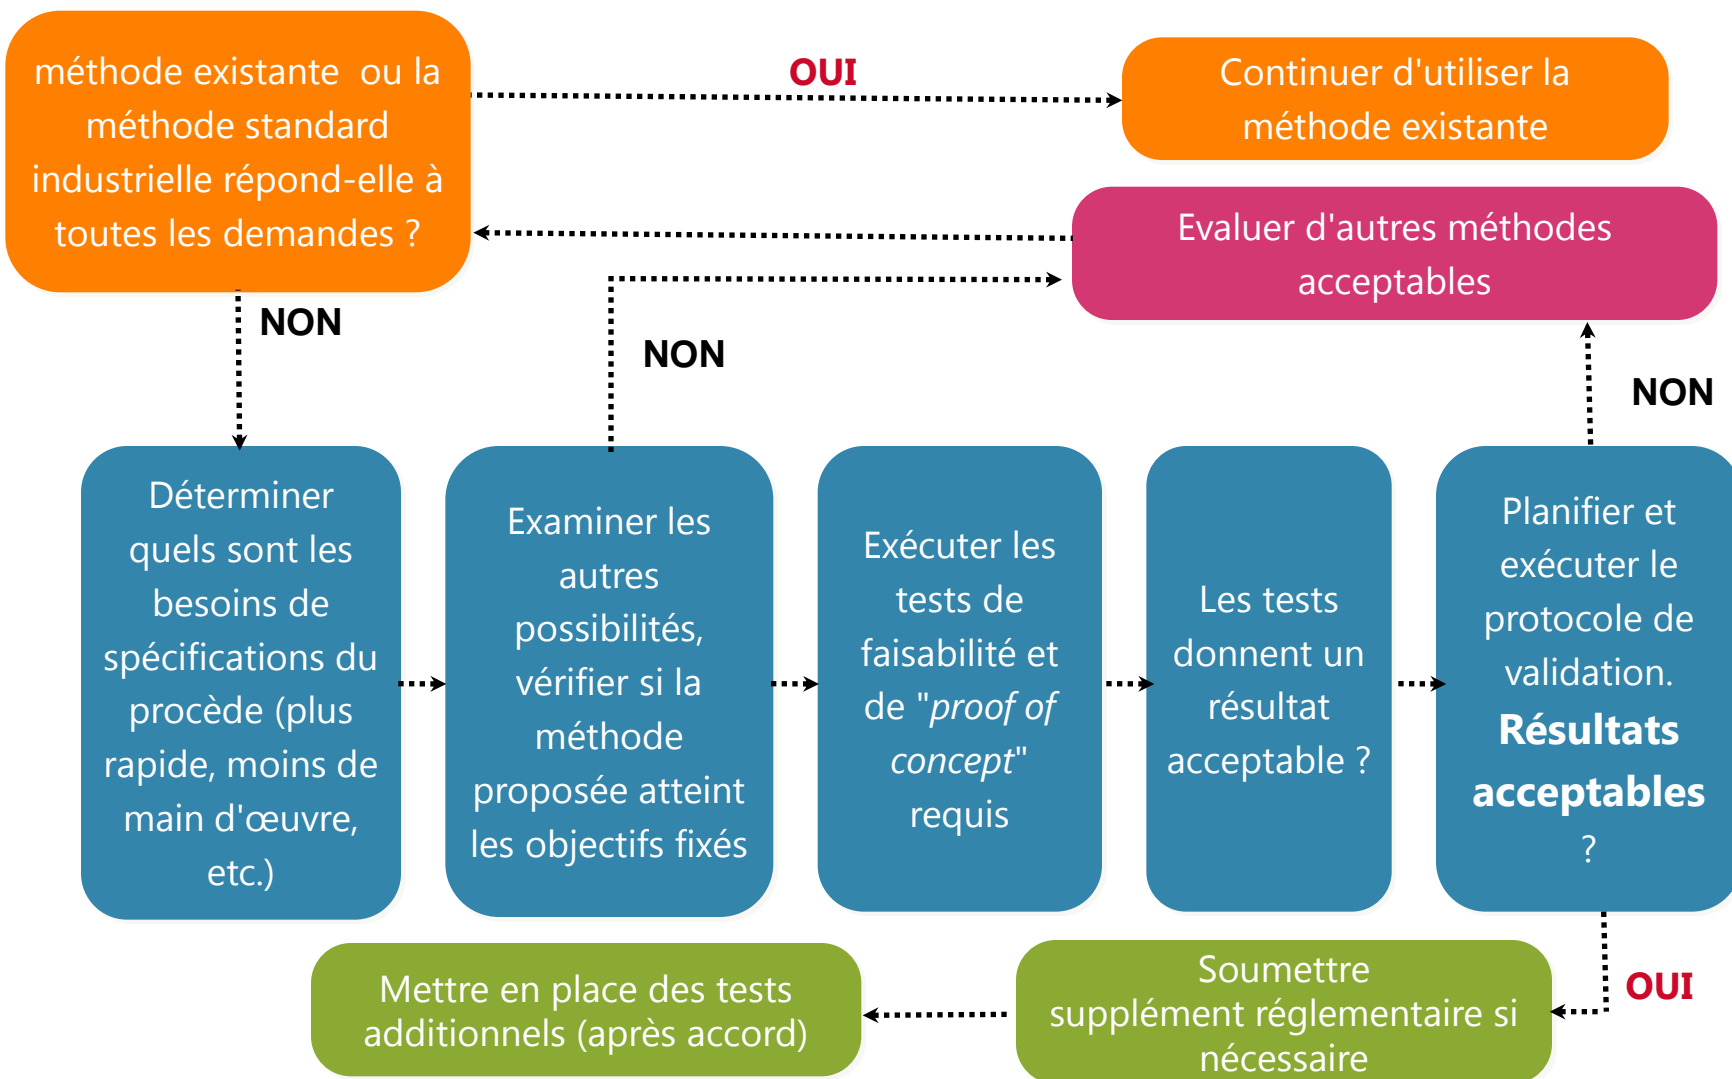 méthode existante ou la
méthode standard
industrielle répond-elle à
toutes les demandes ?
OUI
Continuer d'utiliser la
méthode existante
Evaluer d'autres méthodes
acceptables
NON
NON
NON
Déterminer
quels sont les
besoins de
spécifications du
procède (plus
rapide, moins de
main d'œuvre,
etc.)
Examiner les
autres
possibilités,
vérifier si la
méthode
proposée atteint
les objectifs fixés
Exécuter les
tests de
faisabilité et
de "proof of
concept"
requis
Les tests
donnent un
résultat
acceptable ?
Planifier et
exécuter le
protocole de
validation.
Résultats
acceptables
?
OUI
Soumettre
supplément réglementaire si
nécessaire
Mettre en place des tests
additionnels (après accord)